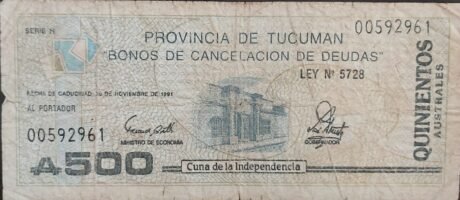 SERIE H
00592961
PROVINCIA DE TUCUMAN
"BONOS DE CANCELACION DE DEUDAS"
LEY Nº 5728
FECHA DE CADUCIDAD: 30 DE NOVIEMBRE DE 1991
AL PORTADOR
00592961
MINISTRO DE ECONOMIA
GOBERNADOR
QUINIENTOS
AUSTRALES
₳500
Cuna de la Independencia